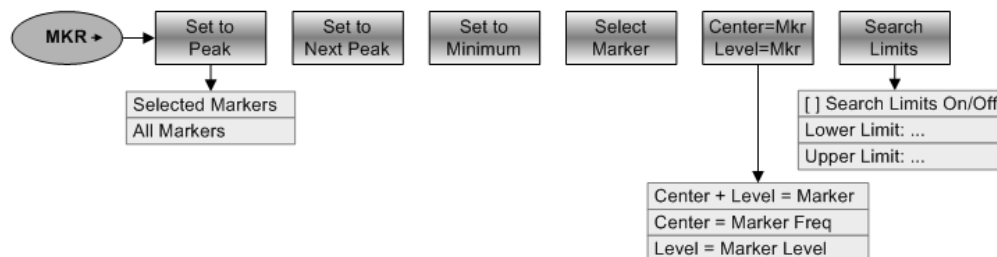 MKR →
Set to
Peak
Set to
Next Peak
Set to
Minimum
Select
Marker
Center=Mkr
Level=Mkr
Search
Limits
Selected Markers
All Markers
[ ] Search Limits On/Off
Lower Limit: ...
Upper Limit: ...
Center + Level = Marker
Center = Marker Freq
Level = Marker Level